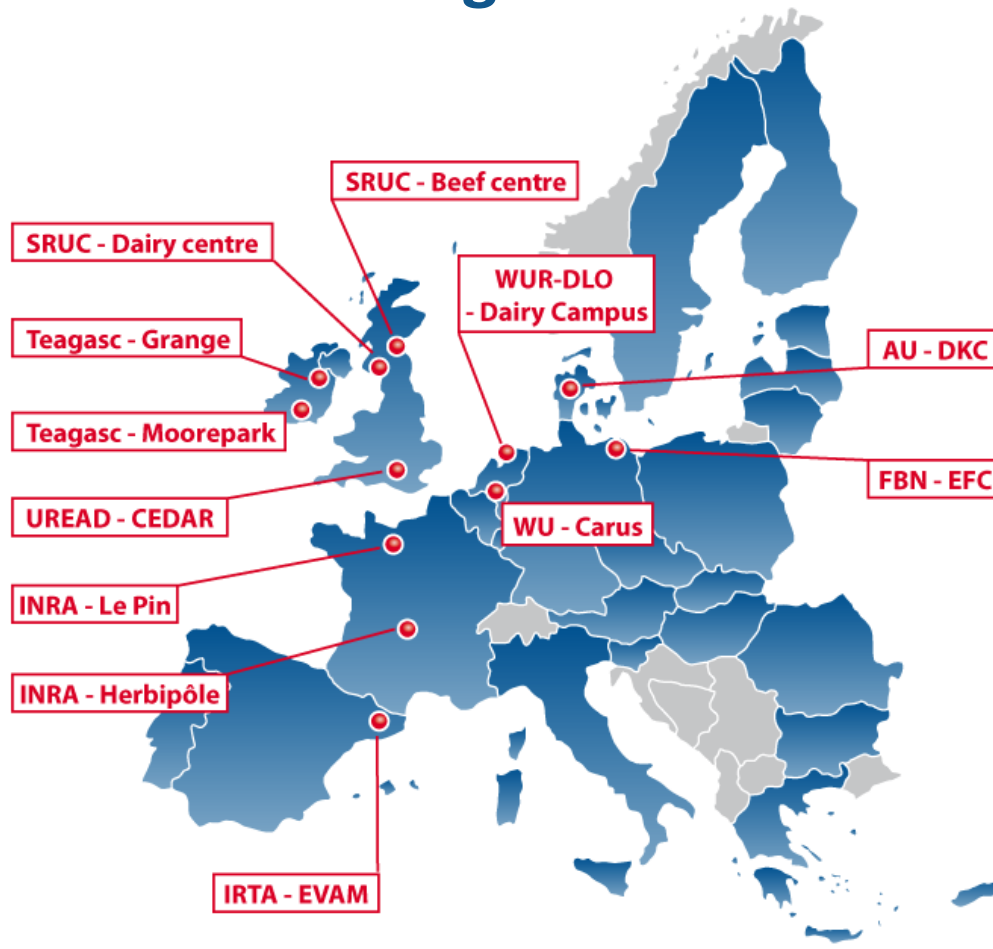 g
SRUC - Beef centre
SRUC - Dairy centre
WUR-DLO
- Dairy Campus
Teagasc - Grange
AU - DKC
Teagasc - Moorepark
FBN - EFC
UREAD - CEDAR
WU - Carus
INRA - Le Pin
INRA - Herbipôle
IRTA - EVAM